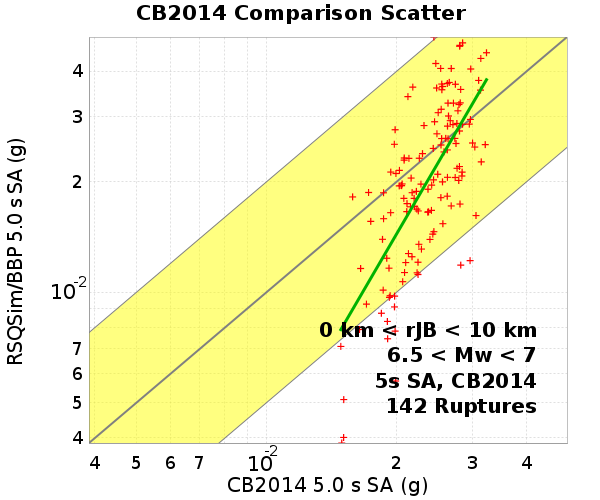 CB2014 Comparison Scatter
RSQSim/BBP 5.0 s SA (g)
4
3
2
10-2
7
6
5
4
0 km < rJB < 10 km
6.5 < Mw < 7
5s SA, CB2014
142 Ruptures
4 5 6 7 10-2 2 3 4
CB2014 5.0 s SA (g)